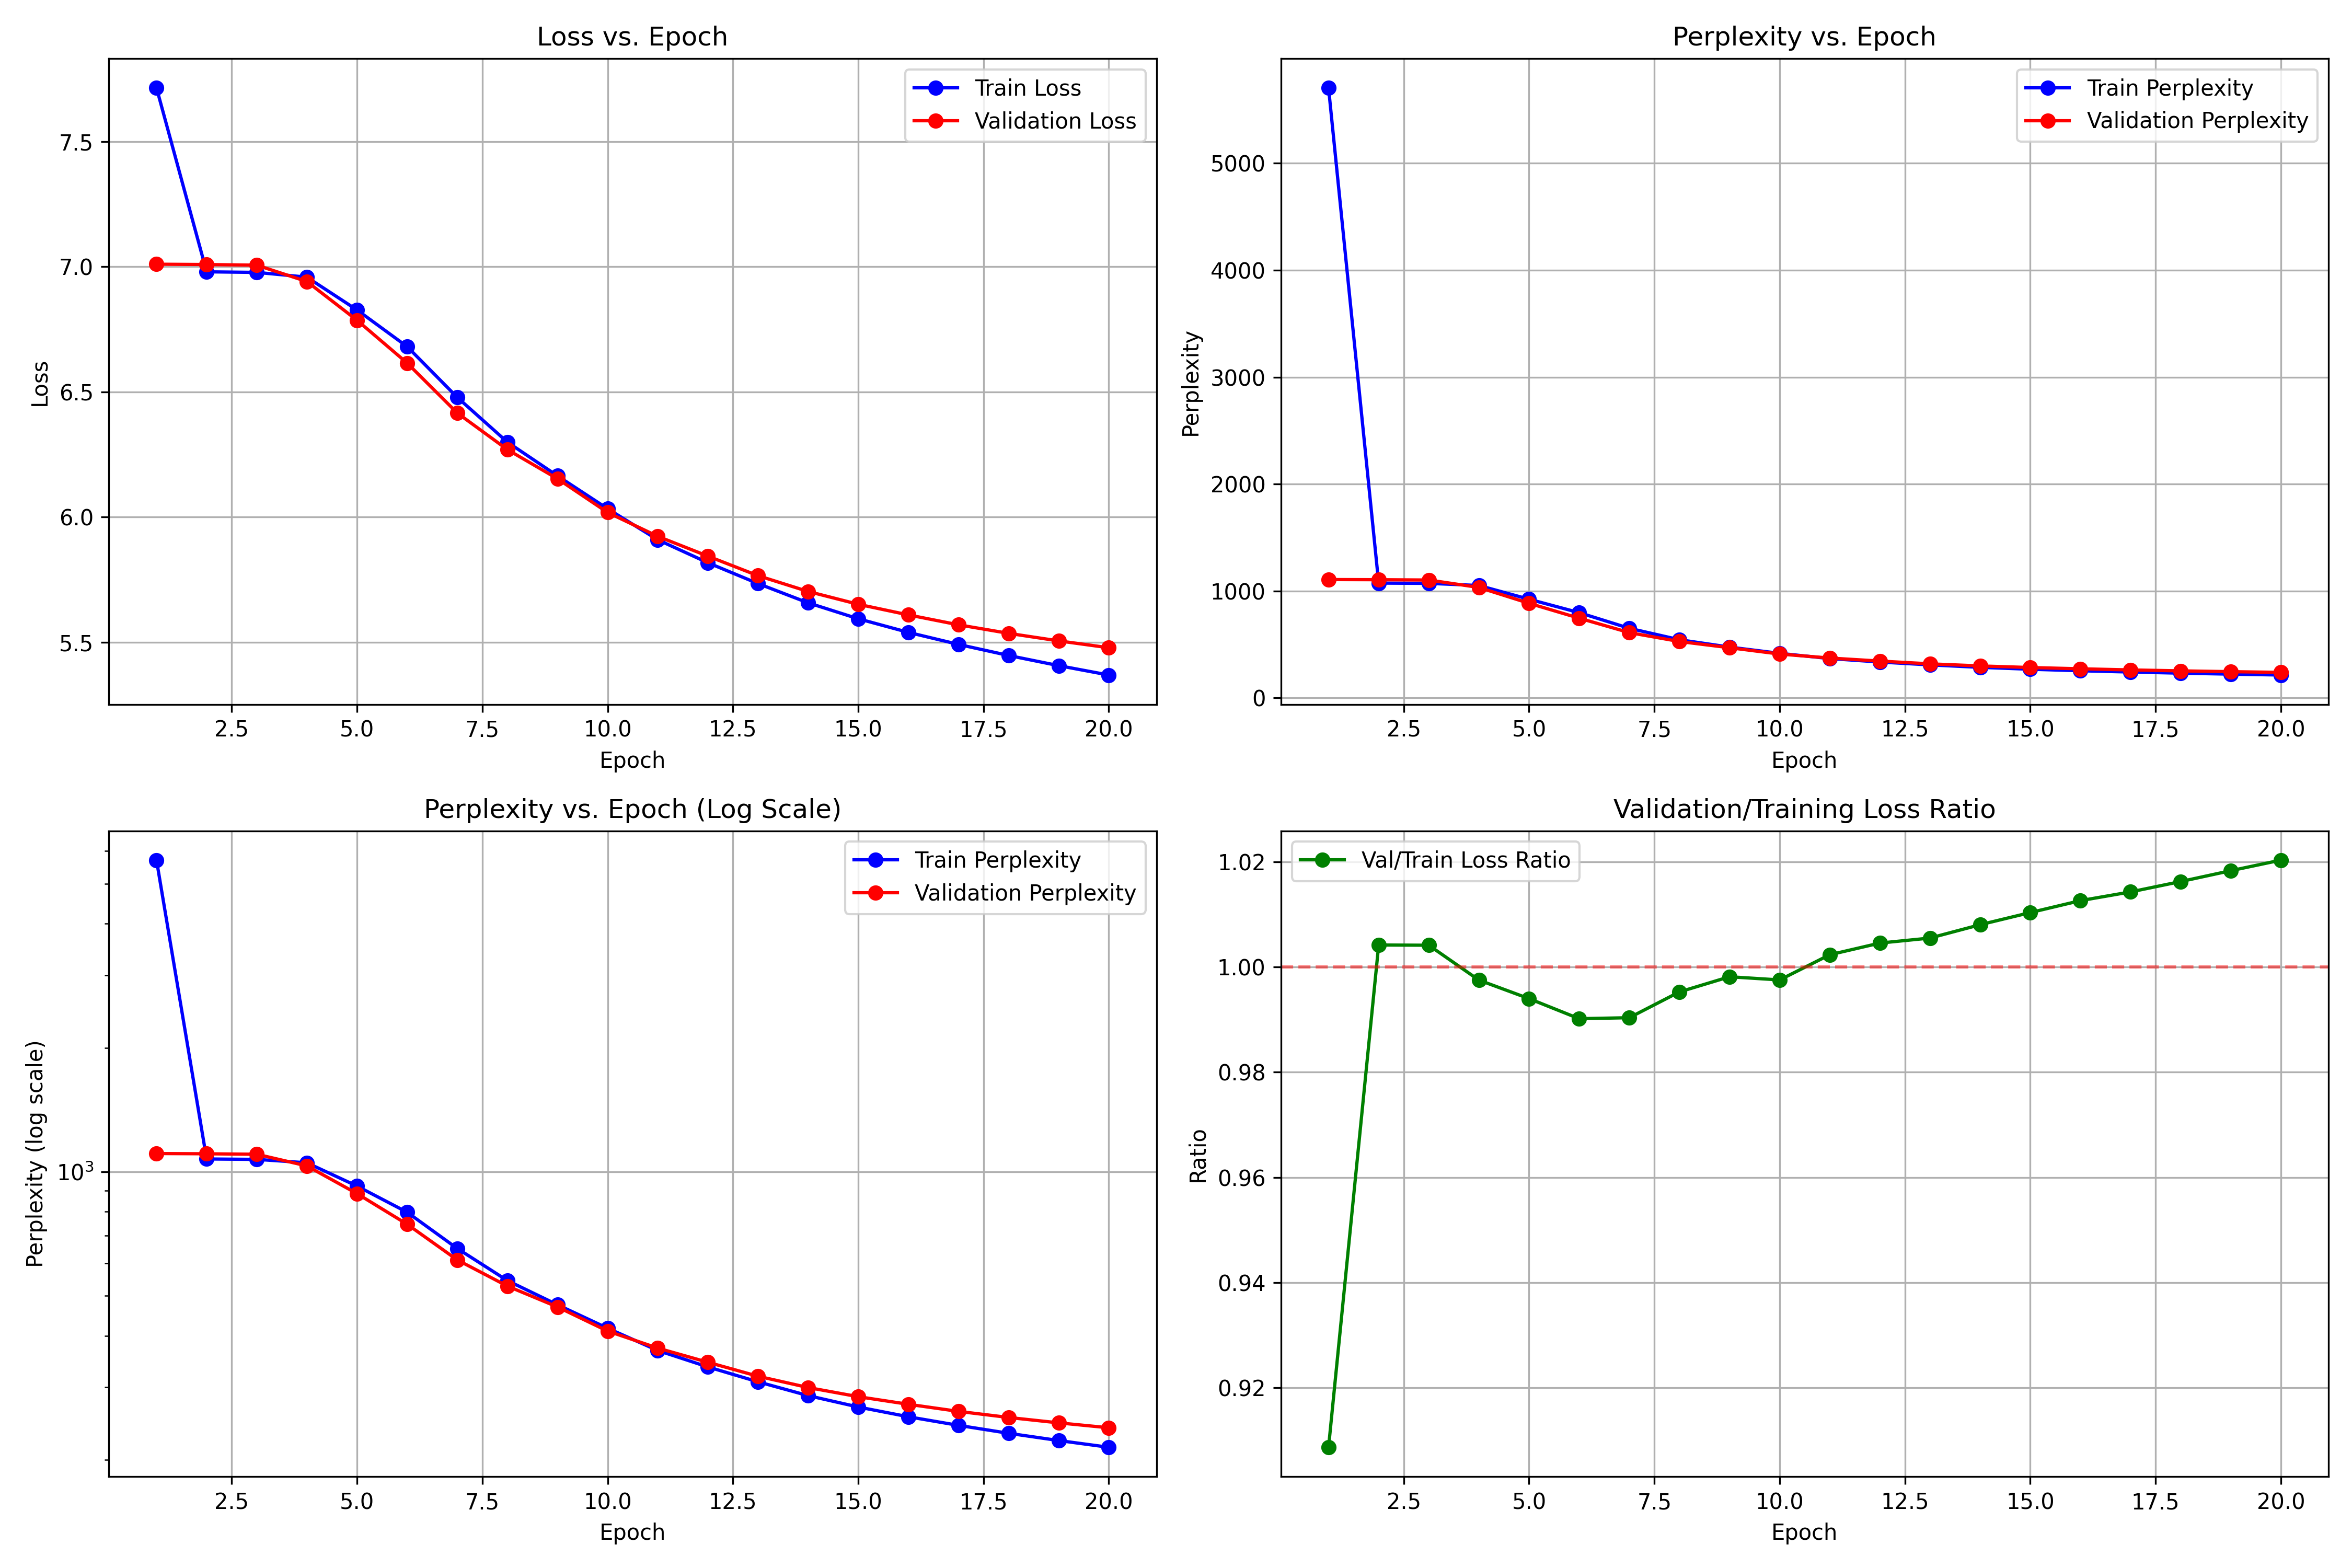 Loss vs. Epoch
Train Loss
Validation Loss
7.5
7.0
6.5
6.0
5.5
Loss
2.5 5.0 7.5 10.0 12.5 15.0 17.5 20.0
Epoch
Perplexity vs. Epoch
Train Perplexity
Validation Perplexity
5000
4000
3000
2000
1000
0
Perplexity
2.5 5.0 7.5 10.0 12.5 15.0 17.5 20.0
Epoch
Perplexity vs. Epoch (Log Scale)
Train Perplexity
Validation Perplexity
10³
Perplexity (log scale)
2.5 5.0 7.5 10.0 12.5 15.0 17.5 20.0
Epoch
Validation/Training Loss Ratio
Val/Train Loss Ratio
1.02
1.00
0.98
0.96
0.94
0.92
Ratio
2.5 5.0 7.5 10.0 12.5 15.0 17.5 20.0
Epoch